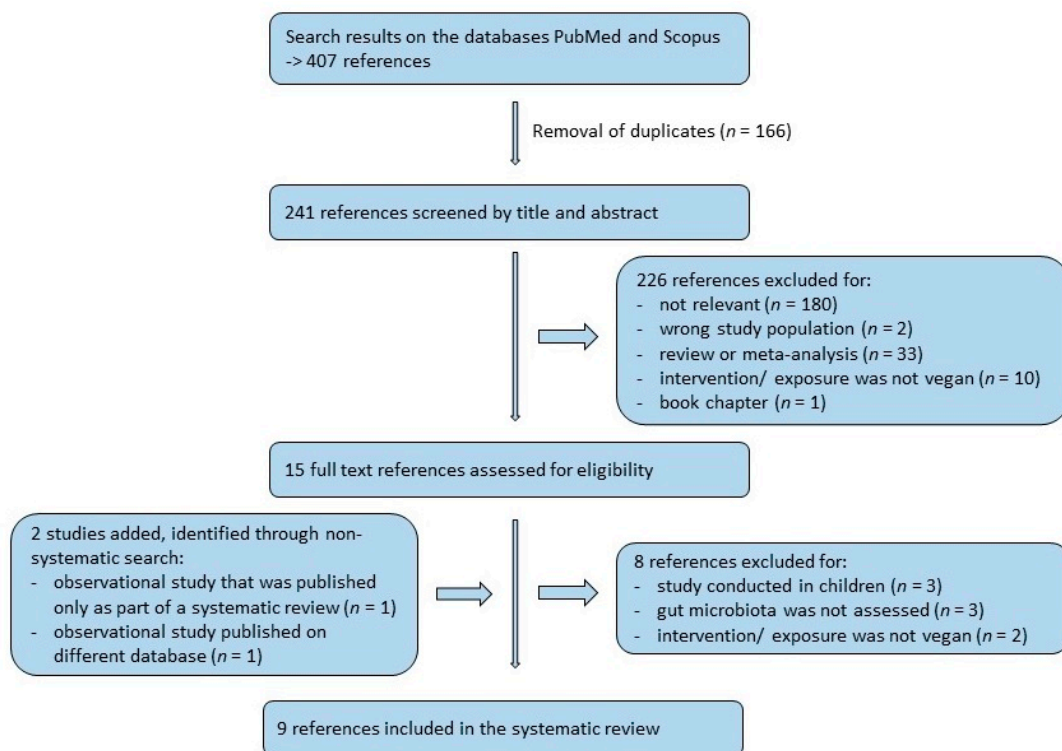 Search results on the databases PubMed and Scopus
-> 407 references
Removal of duplicates (n = 166)
241 references screened by title and abstract
226 references excluded for:
- not relevant (n = 180)
- wrong study population (n = 2)
- review or meta-analysis (n = 33)
- intervention/ exposure was not vegan (n = 10)
- book chapter (n = 1)
15 full text references assessed for eligibility
2 studies added, identified through non-
systematic search:
- observational study that was published
only as part of a systematic review (n = 1)
- observational study published on
different database (n = 1)
8 references excluded for:
- study conducted in children (n = 3)
- gut microbiota was not assessed (n = 3)
- intervention/ exposure was not vegan (n = 2)
9 references included in the systematic review